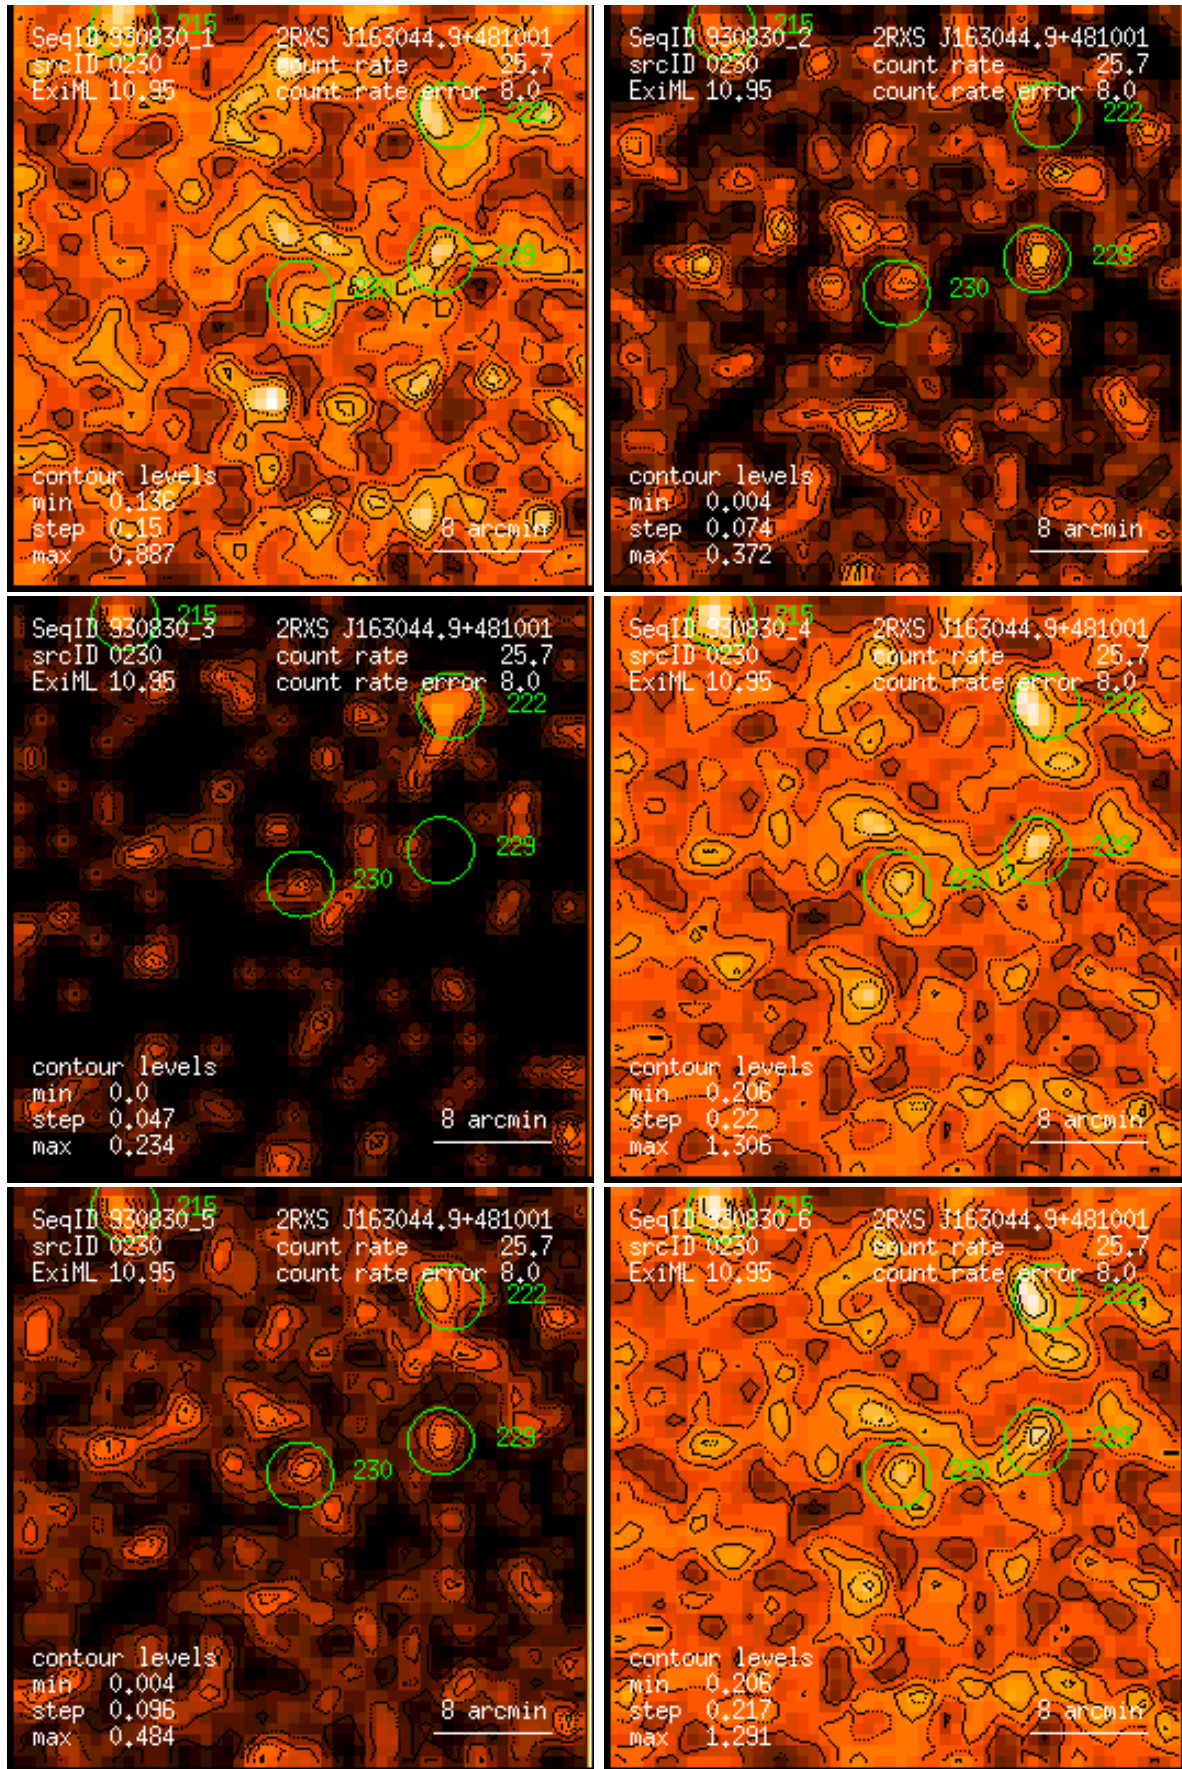 215
SeqID 930830_1 2RXS J163044.9+481001
srcID 0230 count rate 25.7
ExiML 10.95 count rate error 8.0
222
229
230
contour levels
min 0.136
step 0.15 8 arcmin
max 0.887
215
SeqID 930830_2 2RXS J163044.9+481001
srcID 0230 count rate 25.7
ExiML 10.95 count rate error 8.0
222
229
230
contour levels
min 0.004
step 0.074 8 arcmin
max 0.372
215
SeqID 930830_3 2RXS J163044.9+481001
srcID 0230 count rate 25.7
ExiML 10.95 count rate error 8.0
222
229
230
contour levels
min 0.0
step 0.047 8 arcmin
max 0.234
215
SeqID 930830_4 2RXS J163044.9+481001
srcID 0230 count rate 25.7
ExiML 10.95 count rate error 8.0
222
229
230
contour levels
min 0.206
step 0.22 8 arcmin
max 1.306
215
SeqID 930830_5 2RXS J163044.9+481001
srcID 0230 count rate 25.7
ExiML 10.95 count rate error 8.0
222
229
230
contour levels
min 0.004
step 0.096 8 arcmin
max 0.484
215
SeqID 930830_6 2RXS J163044.9+481001
srcID 0230 count rate 25.7
ExiML 10.95 count rate error 8.0
222
229
230
contour levels
min 0.206
step 0.217 8 arcmin
max 1.291